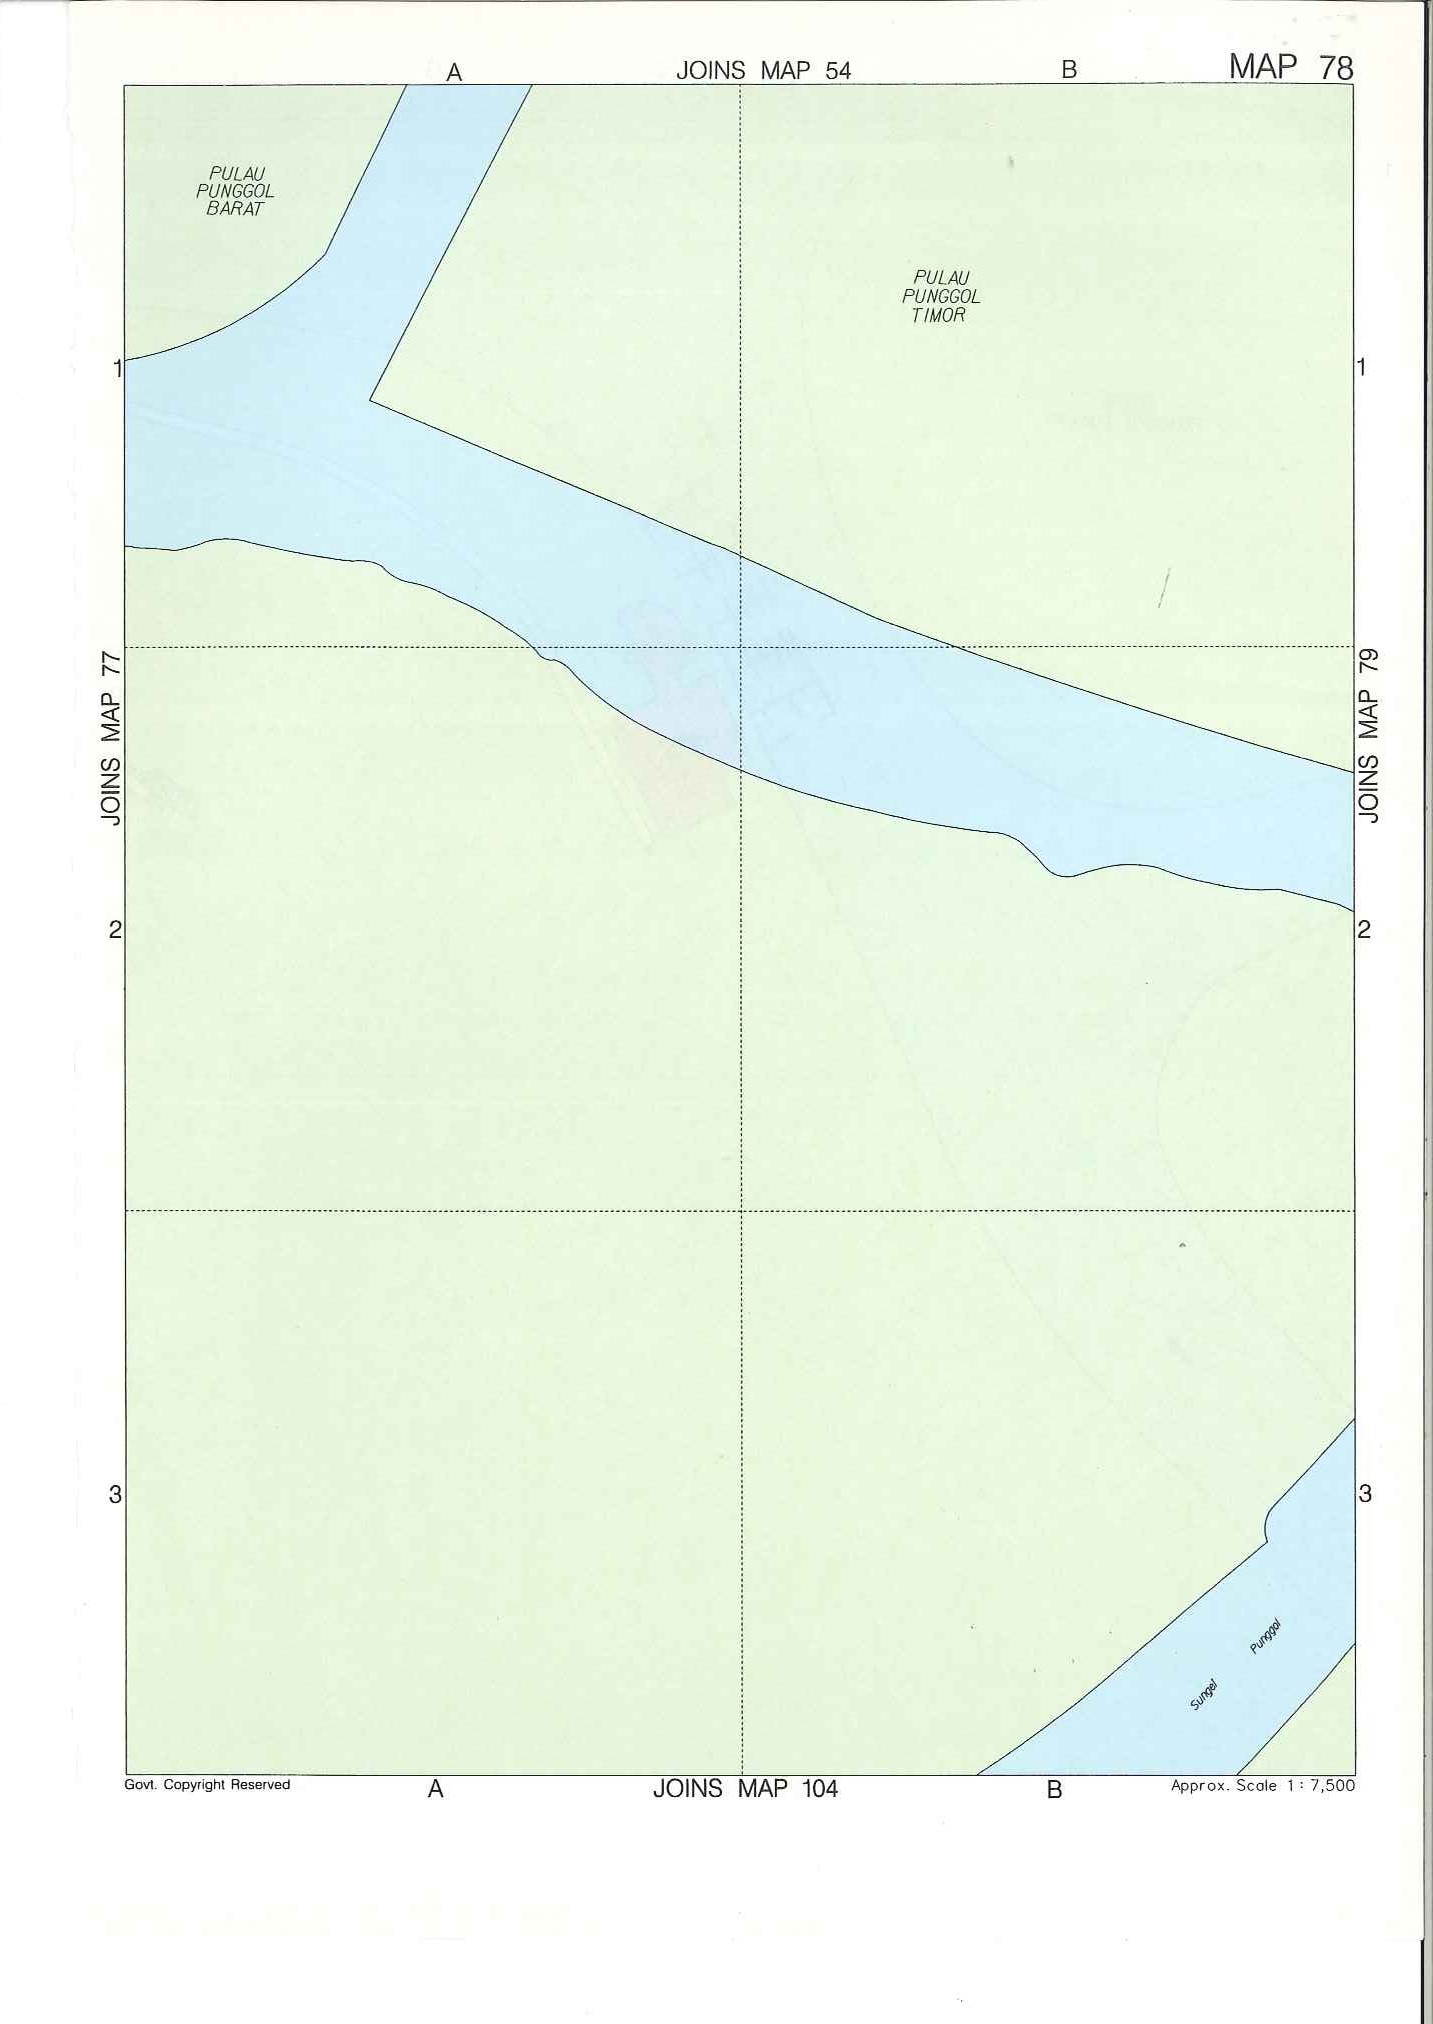 A
JOINS MAP 54
B
MAP 78
PULAU
PUNGGOL
BARAT
PULAU
PUNGGOL
TIMOR
1
1
JOINS MAP 77
JOINS MAP 79
2
2
3
3
Sungei Punggol
Govt. Copyright Reserved
A
JOINS MAP 104
B
Approx. Scale 1 : 7,500